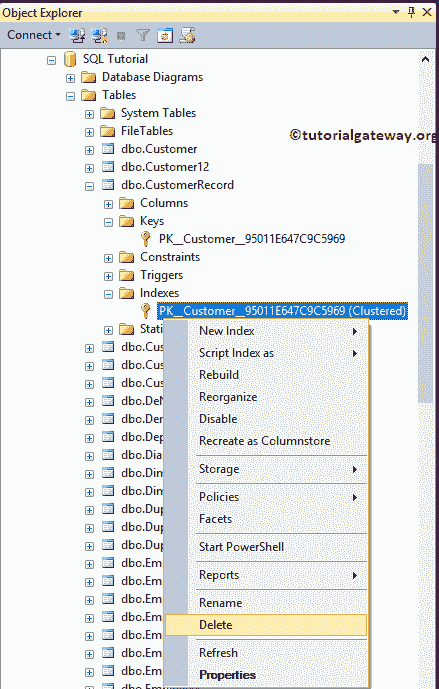 Object Explorer
Connect
SQL Tutorial
Database Diagrams
Tables
System Tables
FileTables
©tutorialgateway.org
dbo.Customer
dbo.Customer12
dbo.CustomerRecord
Columns
Keys
PK__Customer__95011E647C9C5969
Constraints
Triggers
Indexes
PK__Customer__95011E647C9C5969 (Clustered)
Stati
New Index
dbo.Cus
Script Index as
dbo.Cus
Rebuild
dbo.Cus
Reorganize
dbo.DeN
Disable
dbo.Der
Recreate as Columnstore
dbo.Dep
dbo.Dia
Storage
dbo.Dim
dbo.Dim
Policies
dbo.Dup
Facets
dbo.Dup
dbo.Dup
Start PowerShell
dbo.Em
Reports
dbo.Em
dbo.Em
Rename
dbo.Em
Delete
dbo.Em
Refresh
dbo.Em
Properties